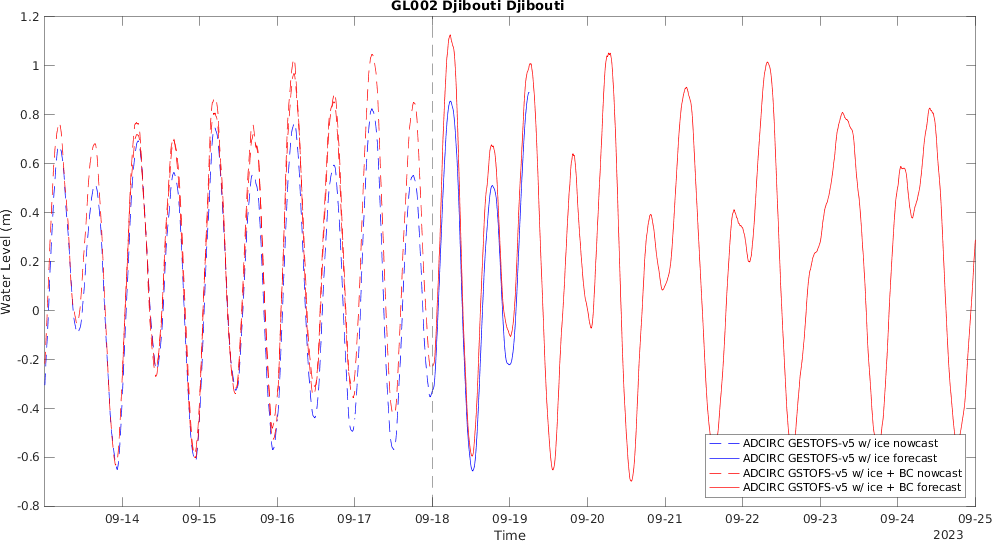 GL002 Djibouti Djibouti
1.2
1
0.8
0.6
0.4
0.2
0
-0.2
-0.4
-0.6
-0.8
Water Level (m)
ADCIRC GESTOFS-v5 w/ ice nowcast
ADCIRC GESTOFS-v5 w/ ice forecast
ADCIRC GSTOFS-v5 w/ ice + BC nowcast
ADCIRC GSTOFS-v5 w/ ice + BC forecast
09-14 09-15 09-16 09-17 09-18 09-19 09-20 09-21 09-22 09-23 09-24 09-25
Time
2023